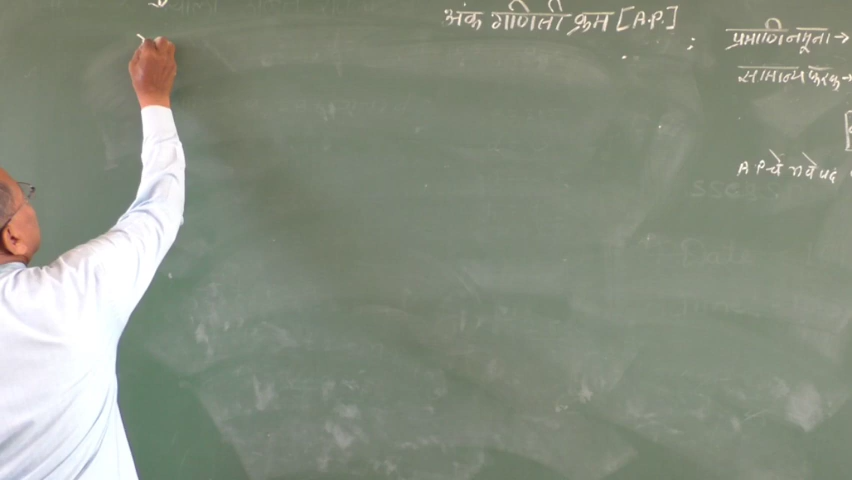 अंक गणिती क्रम [A.P.]
प्रमाणि नमूना →
सामान्य फरक →
A.P चे n वे पद